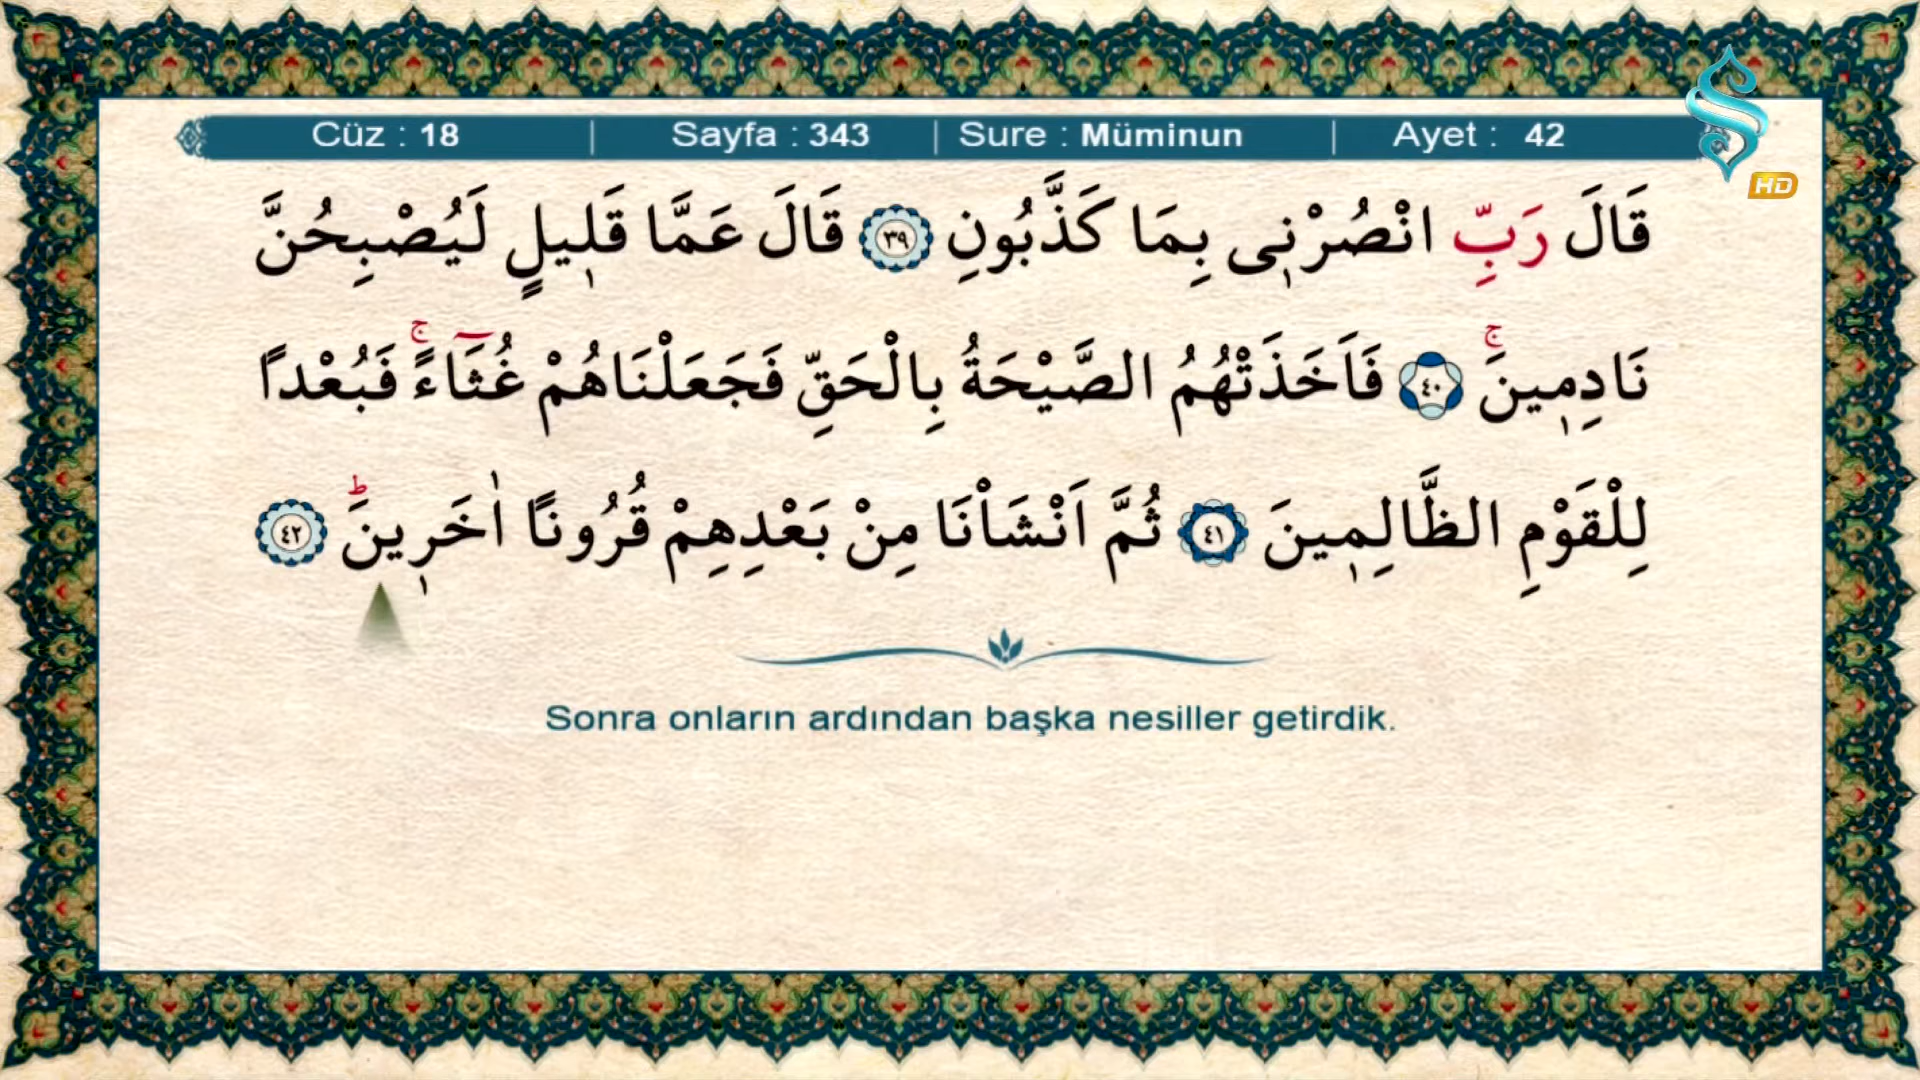 Cüz : 18 | Sayfa : 343 | Sure : Müminun | Ayet : 42
HD
قَالَ رَبِّ انْصُرْنٖى بِمَا كَذَّبُونِ ﴿٣٩﴾ قَالَ عَمَّا قَلٖيلٍ لَيُصْبِحُنَّ
نَادِمٖينَۚ ﴿٤٠﴾ فَاَخَذَتْهُمُ الصَّيْحَةُ بِالْحَقِّ فَجَعَلْنَاهُمْ غُثَٓاءًۚ فَبُعْدًا
لِلْقَوْمِ الظَّالِمٖينَ ﴿٤١﴾ ثُمَّ اَنْشَاْنَا مِنْ بَعْدِهِمْ قُرُونًا اٰخَرٖينَؕ ﴿٤٢﴾
Sonra onların ardından başka nesiller getirdik.